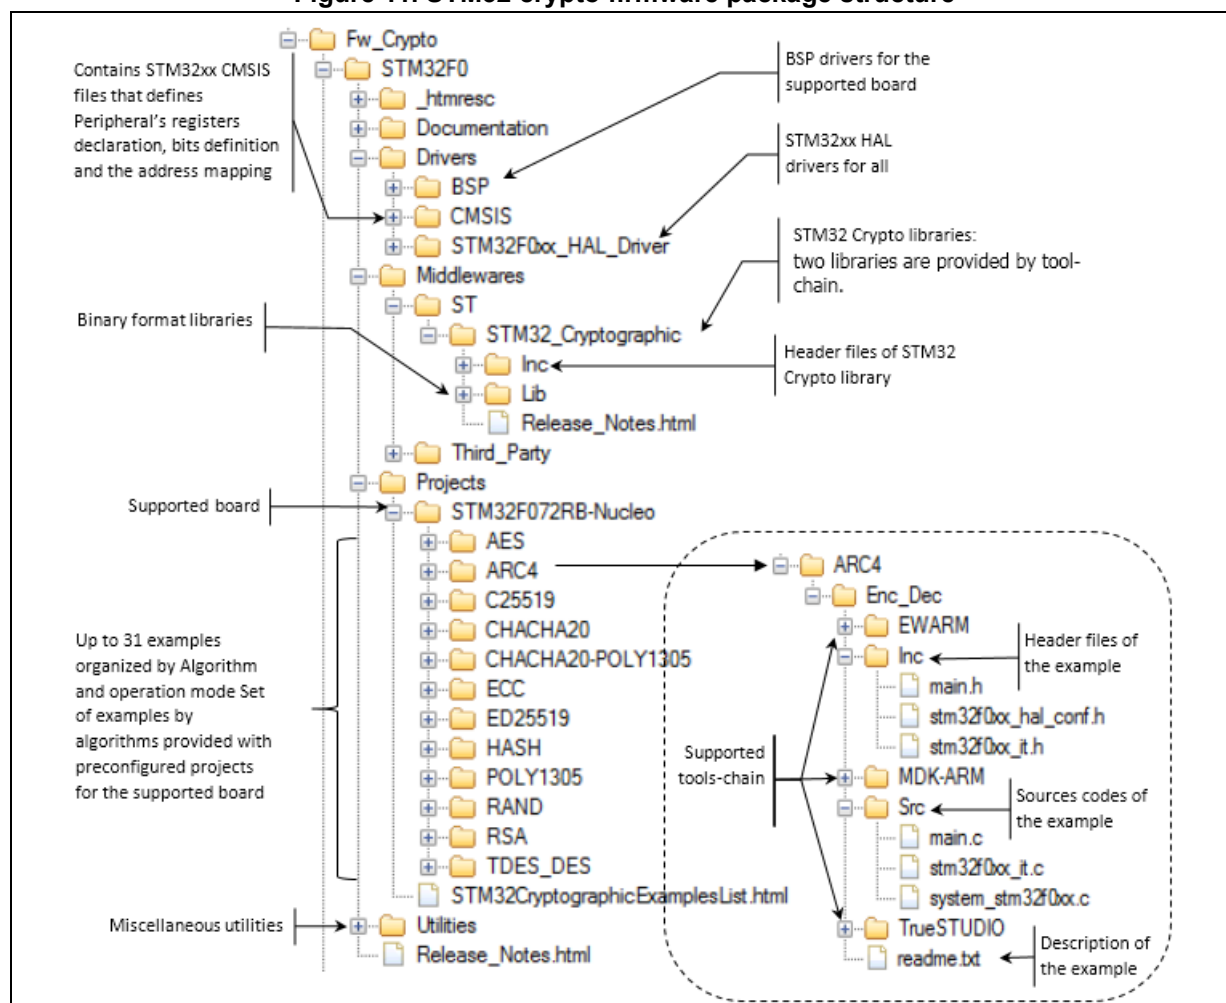 Figure STM32 crypto firmware package structure
Contains STM32xx CMSIS
files that defines
Peripheral's registers
declaration, bits definition
and the address mapping
Binary format libraries
Supported board
Up to 31 examples
organized by Algorithm
and operation mode Set
of examples by
algorithms provided with
preconfigured projects
for the supported board
Miscellaneous utilities
Fw_Crypto
STM32F0
_htmresc
Documentation
Drivers
BSP
CMSIS
STM32F0xx_HAL_Driver
Middlewares
ST
STM32_Cryptographic
Inc
Lib
Release_Notes.html
Third_Party
Projects
STM32F072RB-Nucleo
AES
ARC4
C25519
CHACHA20
CHACHA20-POLY1305
ECC
ED25519
HASH
POLY1305
RAND
RSA
TDES_DES
STM32CryptographicExamplesList.html
Utilities
Release_Notes.html
BSP drivers for the
supported board
STM32xx HAL
drivers for all
STM32 Crypto libraries:
two libraries are provided by tool-
chain.
Header files of STM32
Crypto library
Supported
tools-chain
ARC4
Enc_Dec
EWARM
Inc
main.h
stm32f0xx_hal_conf.h
stm32f0xx_it.h
MDK-ARM
Src
main.c
stm32f0xx_it.c
system_stm32f0xx.c
TrueSTUDIO
readme.txt
Header files of
the example
Sources codes of
the example
Description of
the example